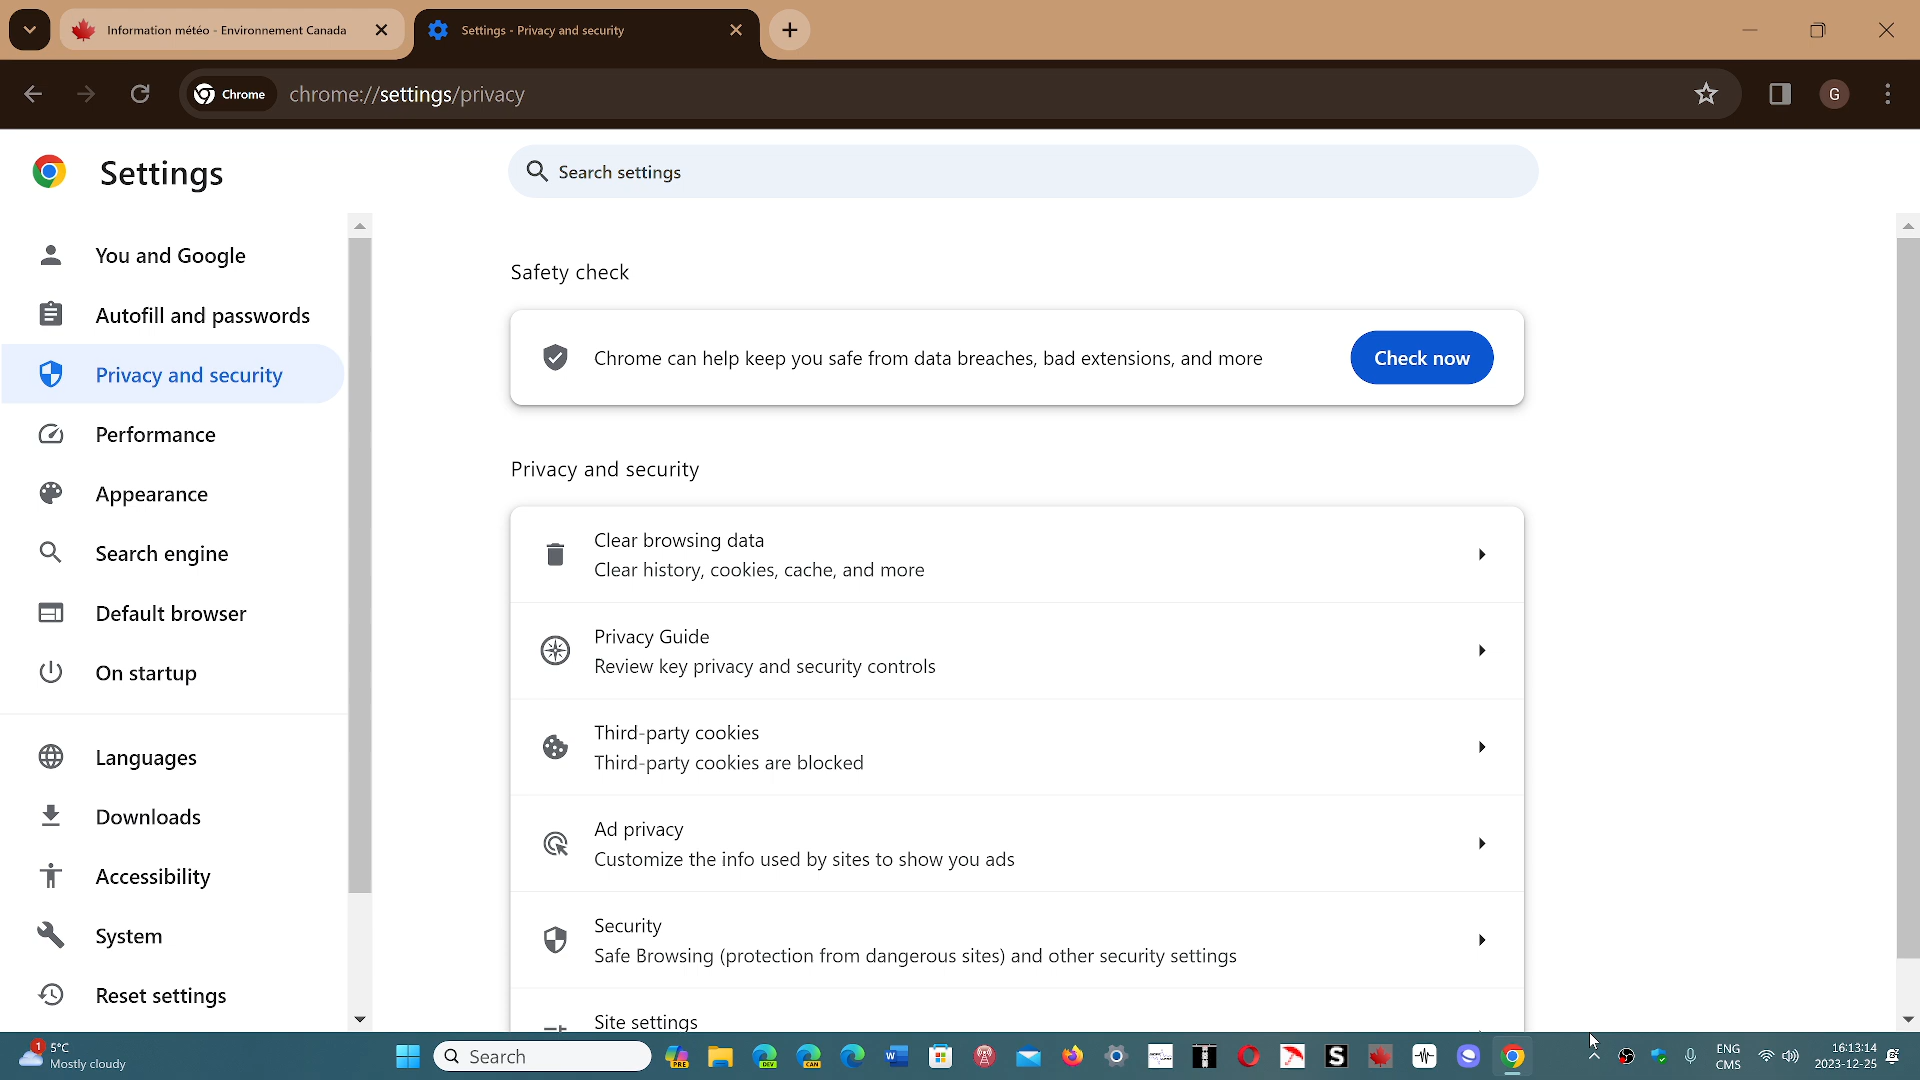 Information météo - Environnement Canada
Settings - Privacy and security
Chrome
chrome://settings/privacy
G
Settings
Search settings
You and Google
Autofill and passwords
Privacy and security
Performance
Appearance
Search engine
Default browser
On startup
Languages
Downloads
Accessibility
System
Reset settings
Safety check
Chrome can help keep you safe from data breaches, bad extensions, and more
Check now
Privacy and security
Clear browsing data
Clear history, cookies, cache, and more
Privacy Guide
Review key privacy and security controls
Third-party cookies
Third-party cookies are blocked
Ad privacy
Customize the info used by sites to show you ads
Security
Safe Browsing (protection from dangerous sites) and other security settings
Site settings
1
5°C
Mostly cloudy
Search
PRE
DEV
CAN
W
S
ENG
CMS
16:13:14
2023-12-25